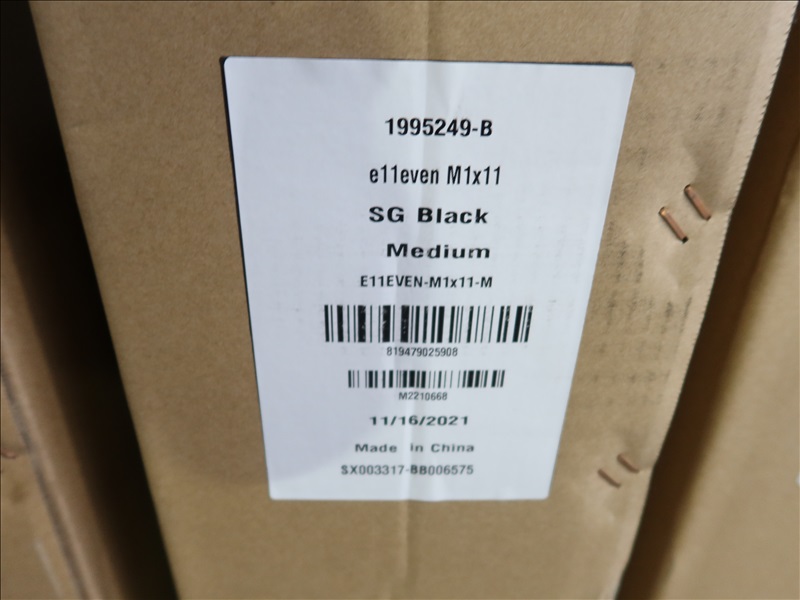 1995249-B
e11even M1x11
SG Black
Medium
E11EVEN-M1x11-M
819479025908
M2210668
11/16/2021
Made in China
SX003317-BB006575